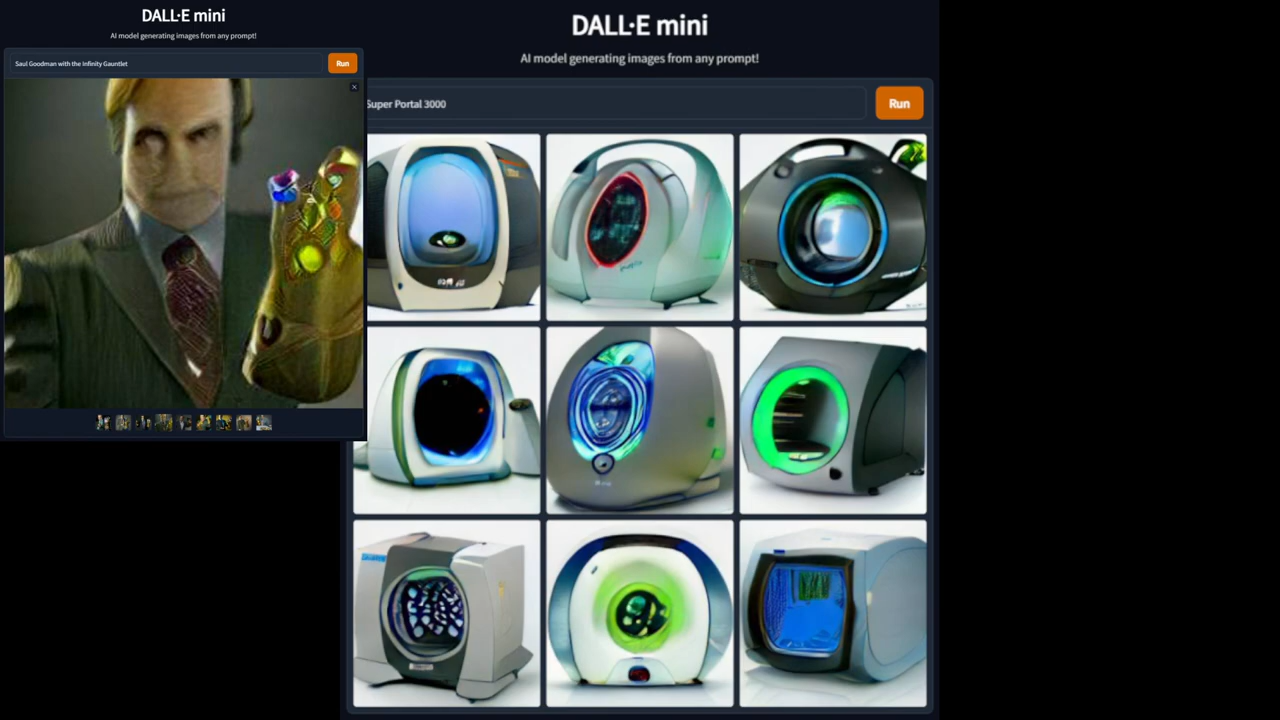 DALL·E mini
AI model generating images from any prompt!
Saul Goodman with the Infinity Gauntlet
Run
DALL·E mini
AI model generating images from any prompt!
Super Portal 3000
Run